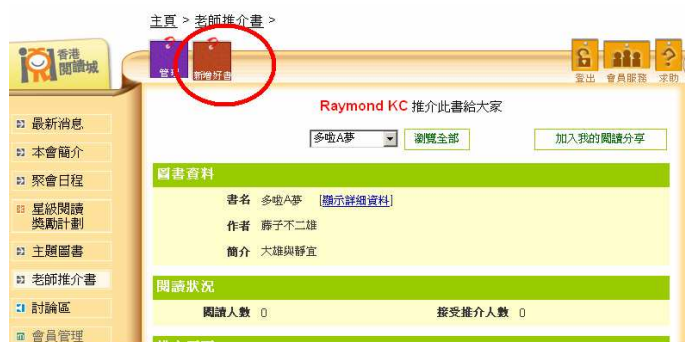 主頁 > 老師推介書 >
香港
閱讀城
管理
新增好書
登出 會員服務 求助
Raymond KC 推介此書給大家
多啦A夢 瀏覽全部 加入我的閱讀分享
最新消息
本會簡介
聚會日程
星級閱讀
獎勵計劃
主題圖書
老師推介書
討論區
會員管理
圖書資料
書名 多啦A夢 [顯示詳細資料]
作者 藤子不二雄
簡介 大雄與靜宜
閱讀狀況
閱讀人數 0 接受推介人數 0